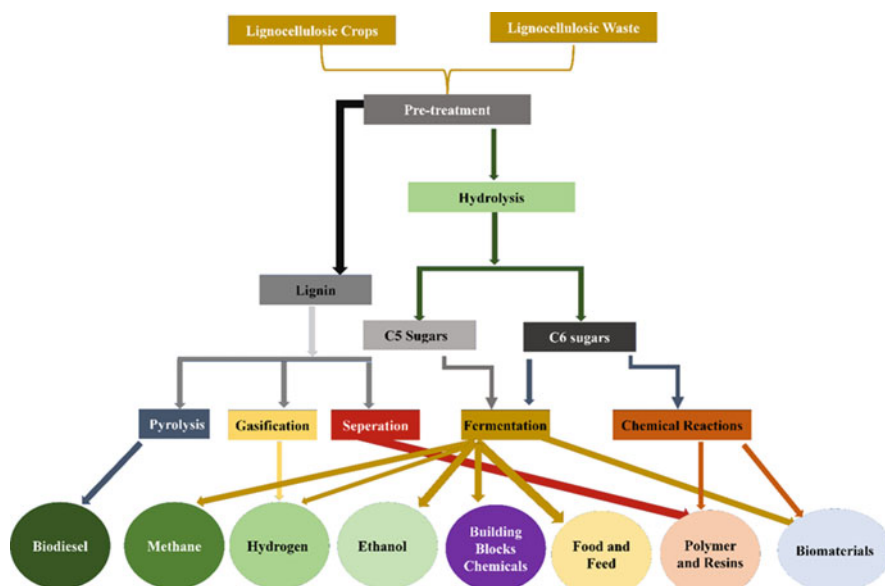 Lignocellulosic Crops
Lignocellulosic Waste
Pre-treatment
Hydrolysis
Lignin
C5 Sugars
C6 sugars
Pyrolysis
Gasification
Seperation
Fermentation
Chemical Reactions
Biodiesel
Methane
Hydrogen
Ethanol
Building
Blocks
Chemicals
Food and
Feed
Polymer
and Resins
Biomaterials